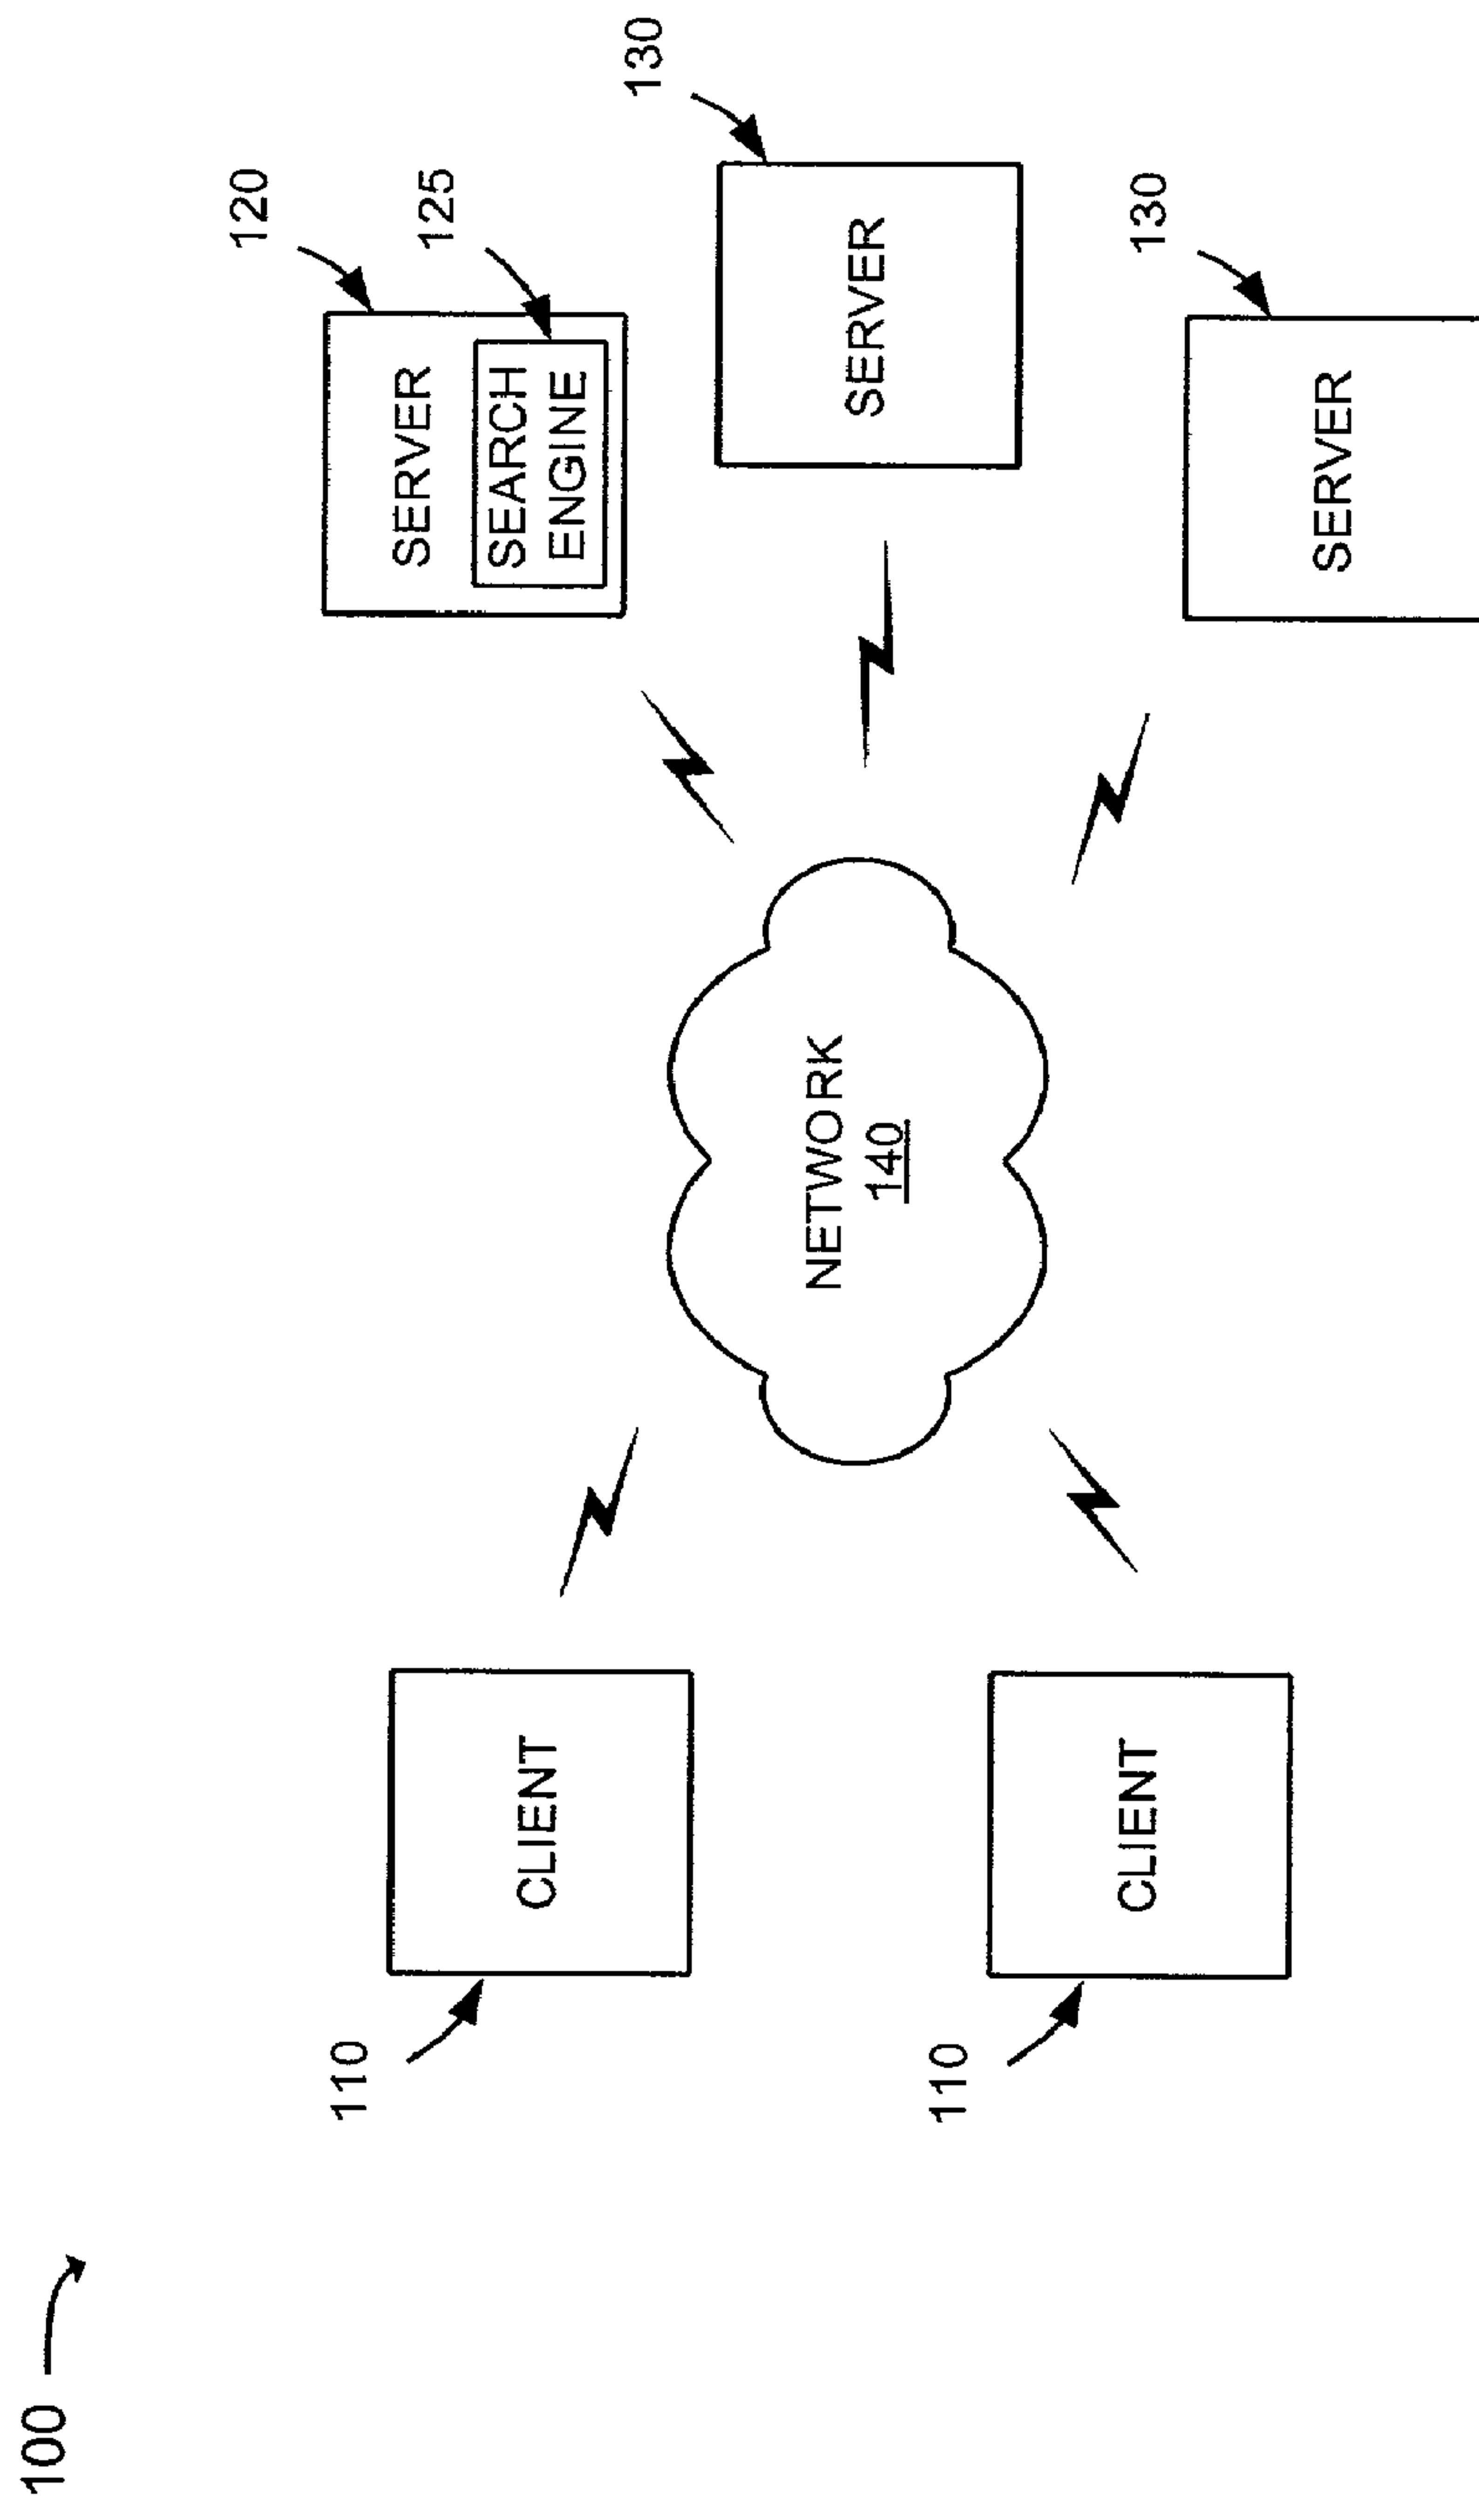 100
110
CLIENT
110
CLIENT
NETWORK
140
120
SERVER
125
SEARCH
ENGINE
130
SERVER
130
SERVER